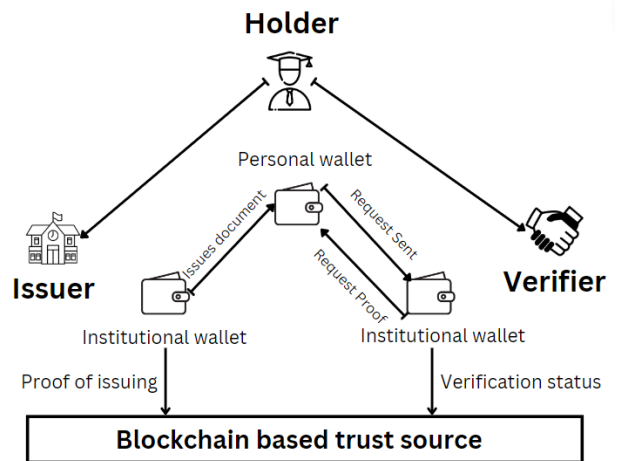 Holder
Personal wallet
Issues document
Request Sent
Request Proof
Issuer
Verifier
Institutional wallet
Institutional wallet
Proof of issuing
Verification status
Blockchain based trust source